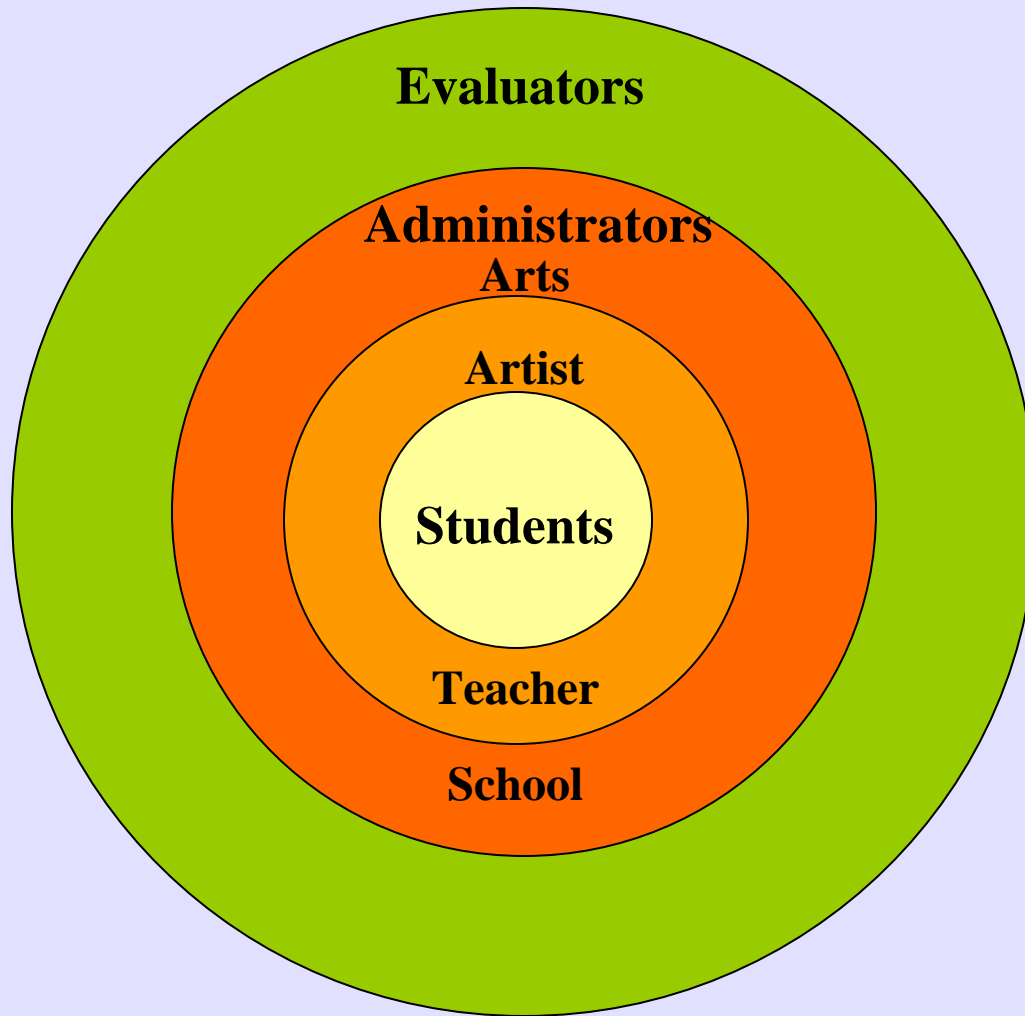 Evaluators
Administrators
Arts
Artist
Students
Teacher
School